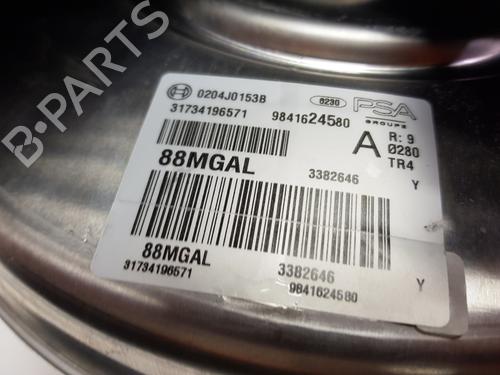 B-PARTS
0204J0153B
0230
PSA
GROUPE
31734196571
9841624580
A
R: 9
0280
TR4
88MGAL
3382646
Y
88MGAL
3382646
Y
31734196571
9841624580